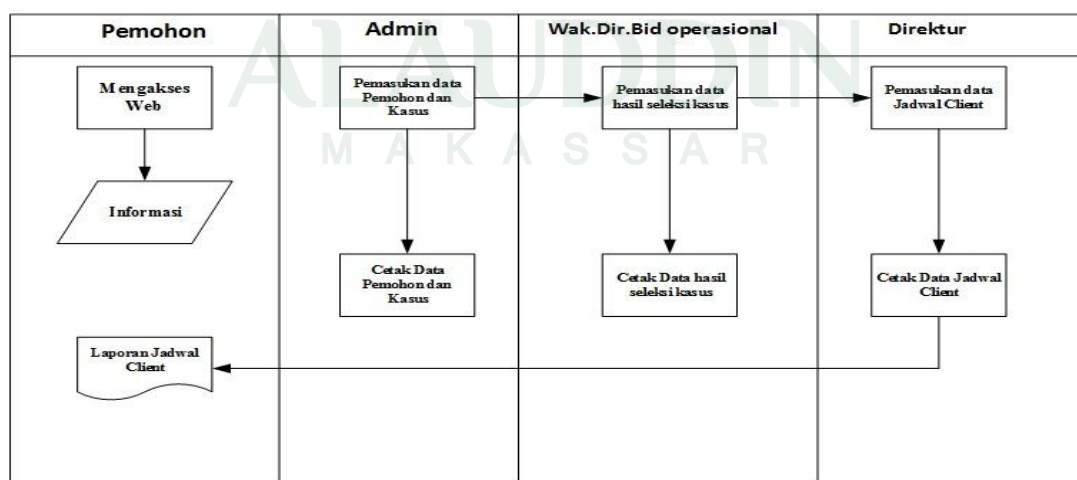 Pemohon
Admin
Wak.Dir.Bid operasional
Direktur
ALAUDDIN
MAKASSAR
Mengakses
Web
Pemasukan data
Pemohon dan
Kasus
Pemasukan data
hasil seleksi kasus
Pemasukan data
Jadwal Client
Informasi
Cetak Data
Pemohon dan
Kasus
Cetak Data hasil
seleksi kasus
Cetak Data Jadwal
Client
Laporan Jadwal
Client